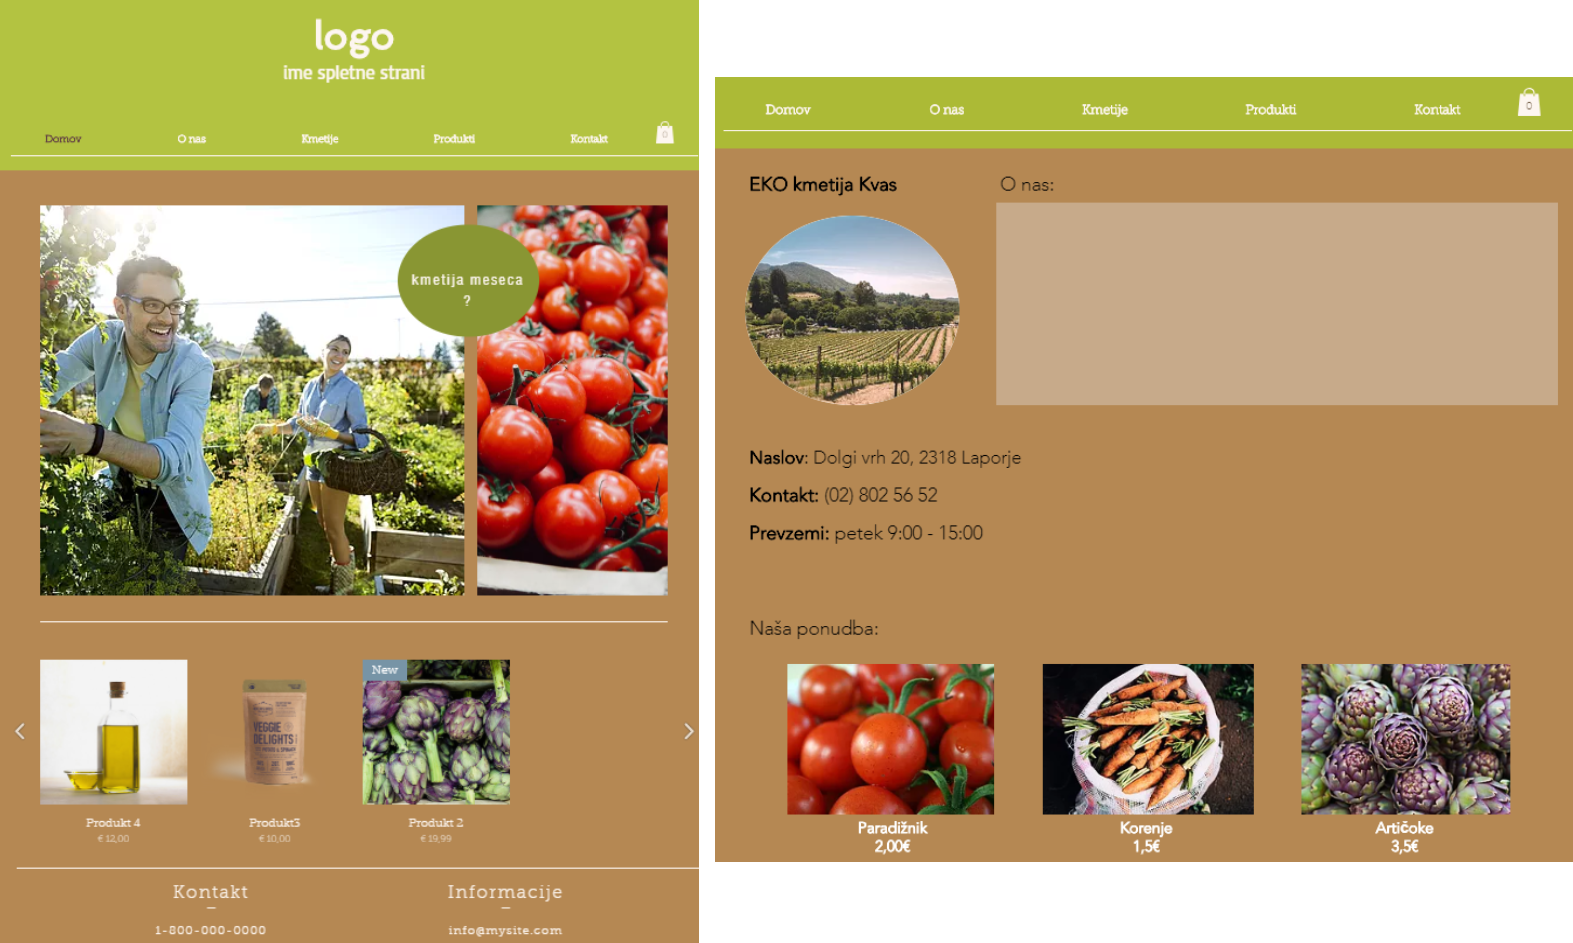 logo
ime spletne strani
Domov O nas Kmetije Produkti Kontakt 0
kmetija meseca
?
New
VEGGIE
DELIGHTS
Produkt 4 Produkt3 Produkt 2
€ 12,00 € 10,00 € 19,99
Kontakt Informacije
1-800-000-0000 info@mysite.com
Domov O nas Kmetije Produkti Kontakt 0
EKO kmetija Kvas O nas:
Naslov: Dolgi vrh 20, 2318 Laporje
Kontakt: (02) 802 56 52
Prevzemi: petek 9:00 - 15:00
Naša ponudba:
Paradižnik Korenje Artičoke
2,00€ 1,5€ 3,5€